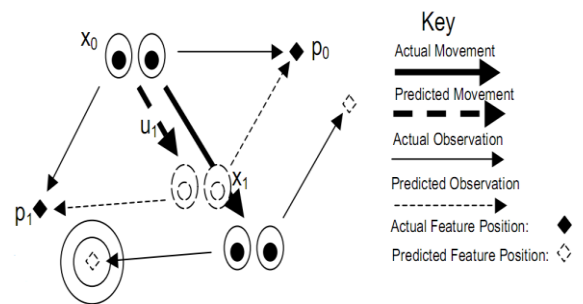 x0
p0
u1
x1
p1
Key
Actual Movement
Predicted Movement
Actual Observation
Predicted Observation
Actual Feature Position:
Predicted Feature Position: